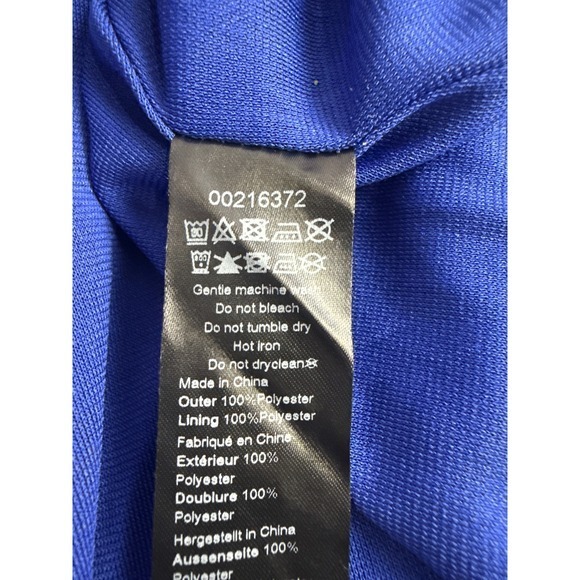 00216372
Gentle machine wash
Do not bleach
Do not tumble dry
Hot iron
Do not dryclean
Made in China
Outer 100%Polyester
Lining 100%Polyester
Fabriqué en Chine
Extérieur 100%
Polyester
Doublure 100%
Polyester
Hergestellt in China
Aussenseite 100%
Polyester